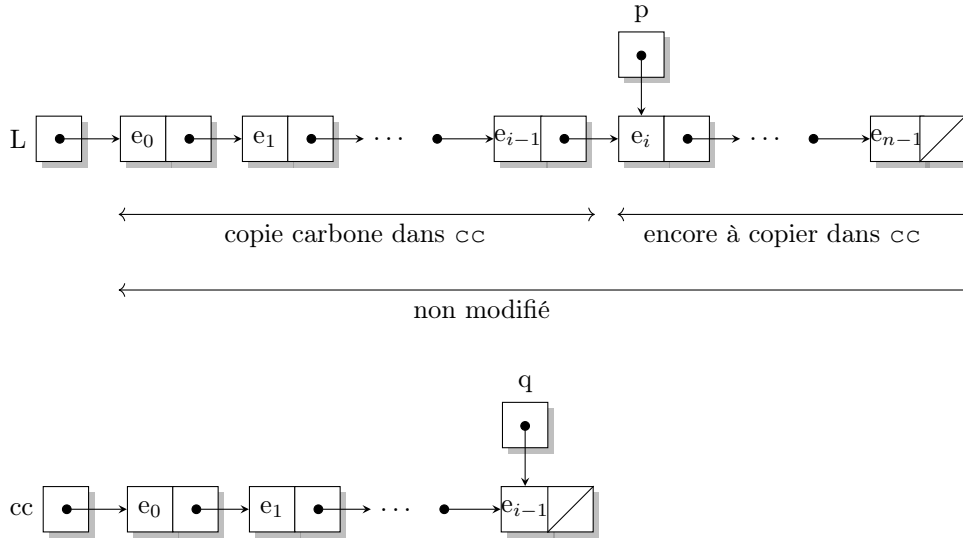 p
L e₀ e₁ ⋯ eᵢ₋₁ eᵢ ⋯ eₙ₋₁
copie carbone dans cc encore à copier dans cc
non modifié
q
cc e₀ e₁ ⋯ eᵢ₋₁